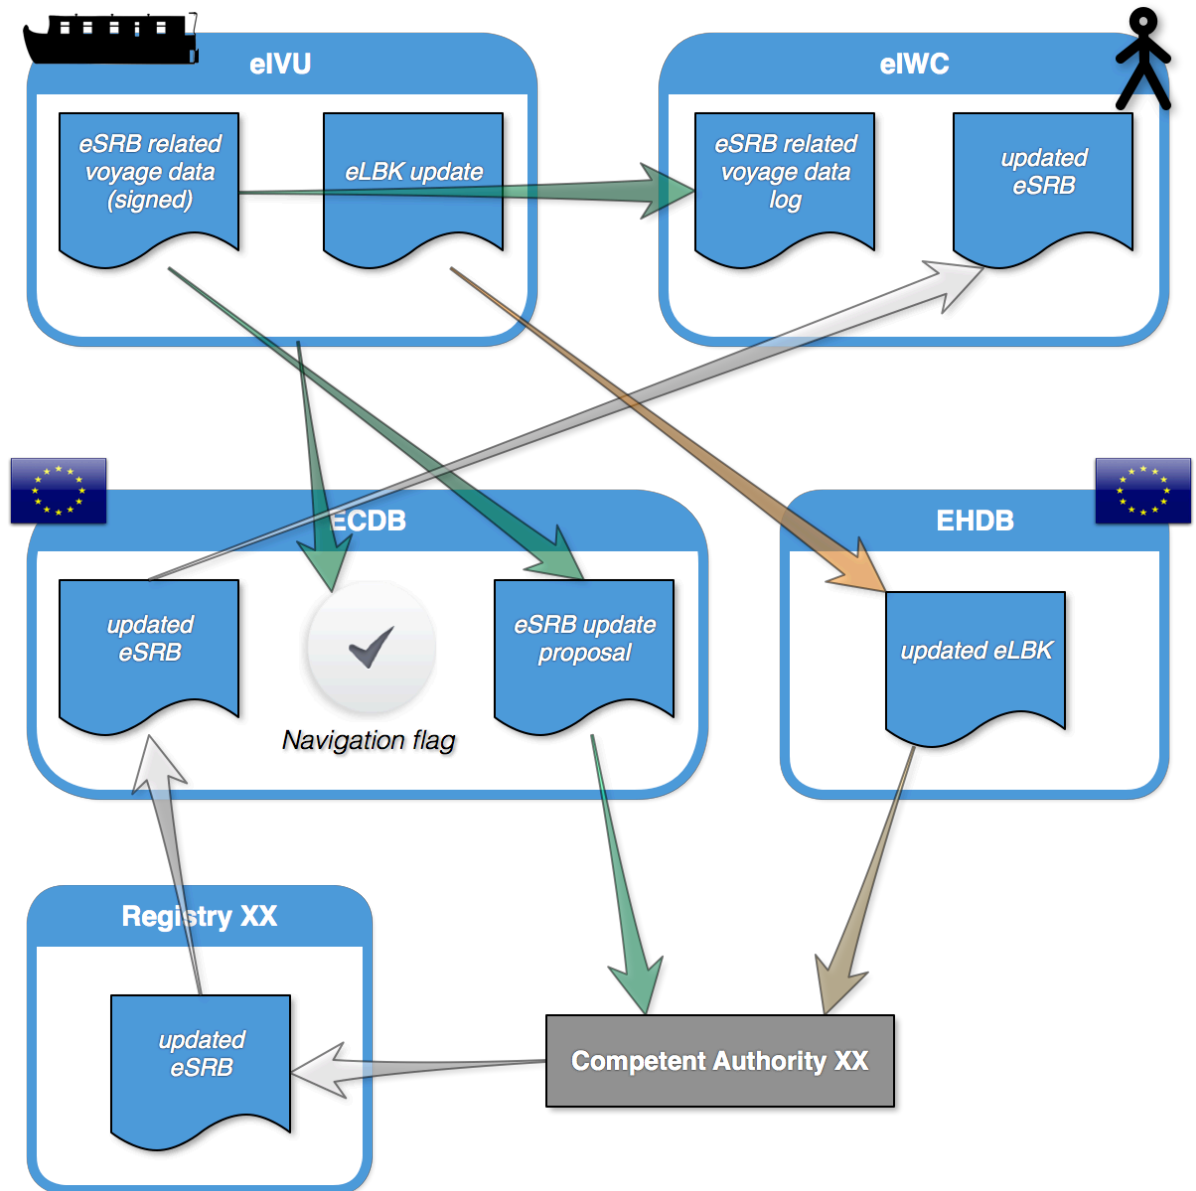 eIVU
eIWC
eSRB related
voyage data
(signed)
eLBK update
eSRB related
voyage data
log
updated
eSRB
ECDB
EHDB
updated
eSRB
Navigation flag
eSRB update
proposal
updated eLBK
Registry XX
updated
eSRB
Competent Authority XX